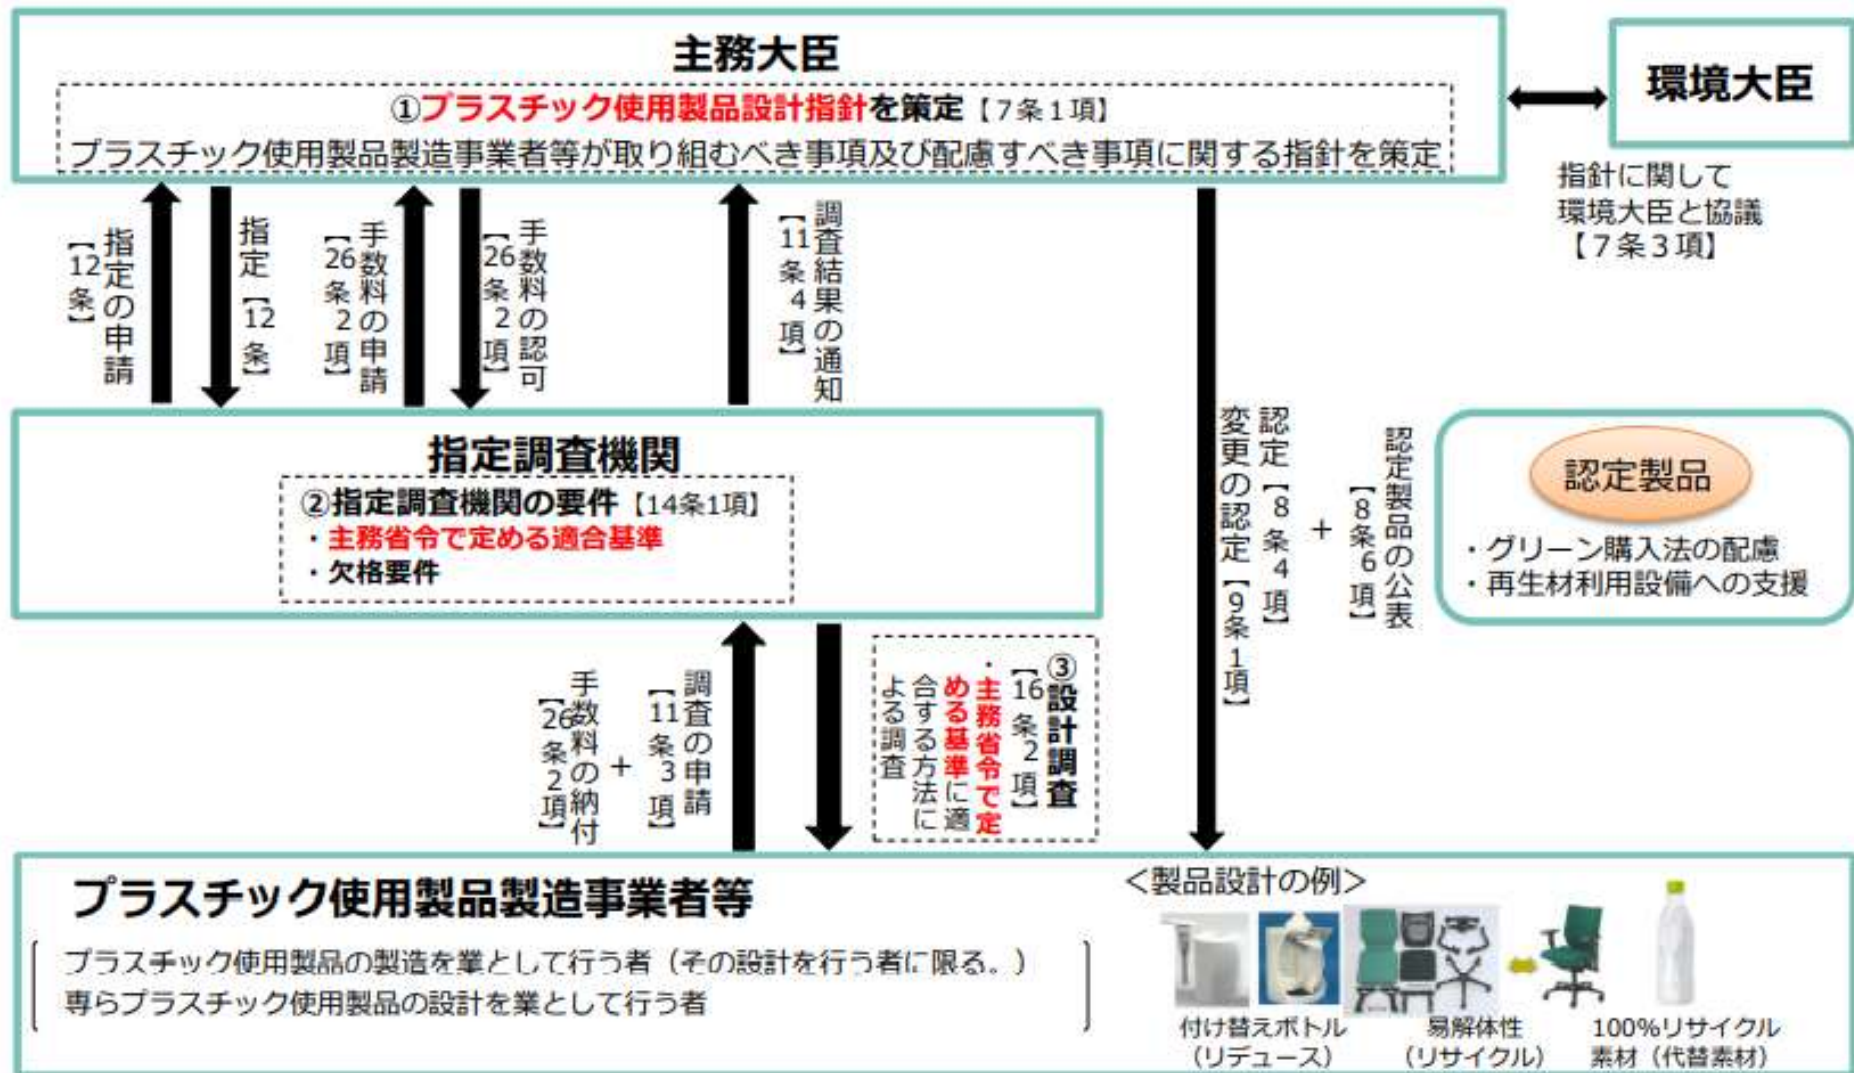 主務大臣
①プラスチック使用製品設計指針を策定【7条1項】
プラスチック使用製品製造事業者等が取り組むべき事項及び配慮すべき事項に関する指針を策定
環境大臣
指針に関して
環境大臣と協議
【7条3項】
指定の申請
【12条】
指定【12条】
手数料の申請
【26条2項】
手数料の認可
【26条2項】
調査結果の通知
【11条4項】
指定調査機関
②指定調査機関の要件【14条1項】
・主務省令で定める適合基準
・欠格要件
認定【8条4項】
変更の認定【9条1項】
+
認定製品の公表
【8条6項】
認定製品
・グリーン購入法の配慮
・再生材利用設備への支援
調査の申請
【11条3項】
+
手数料の納付
【26条2項】
③設計調査
【16条2項】
・主務省令で定
める基準に適
合する方法に
よる調査
プラスチック使用製品製造事業者等
プラスチック使用製品の製造を業として行う者（その設計を行う者に限る。）
専らプラスチック使用製品の設計を業として行う者
＜製品設計の例＞
付け替えボトル
（リデュース）
易解体性
（リサイクル）
100%リサイクル
素材（代替素材）